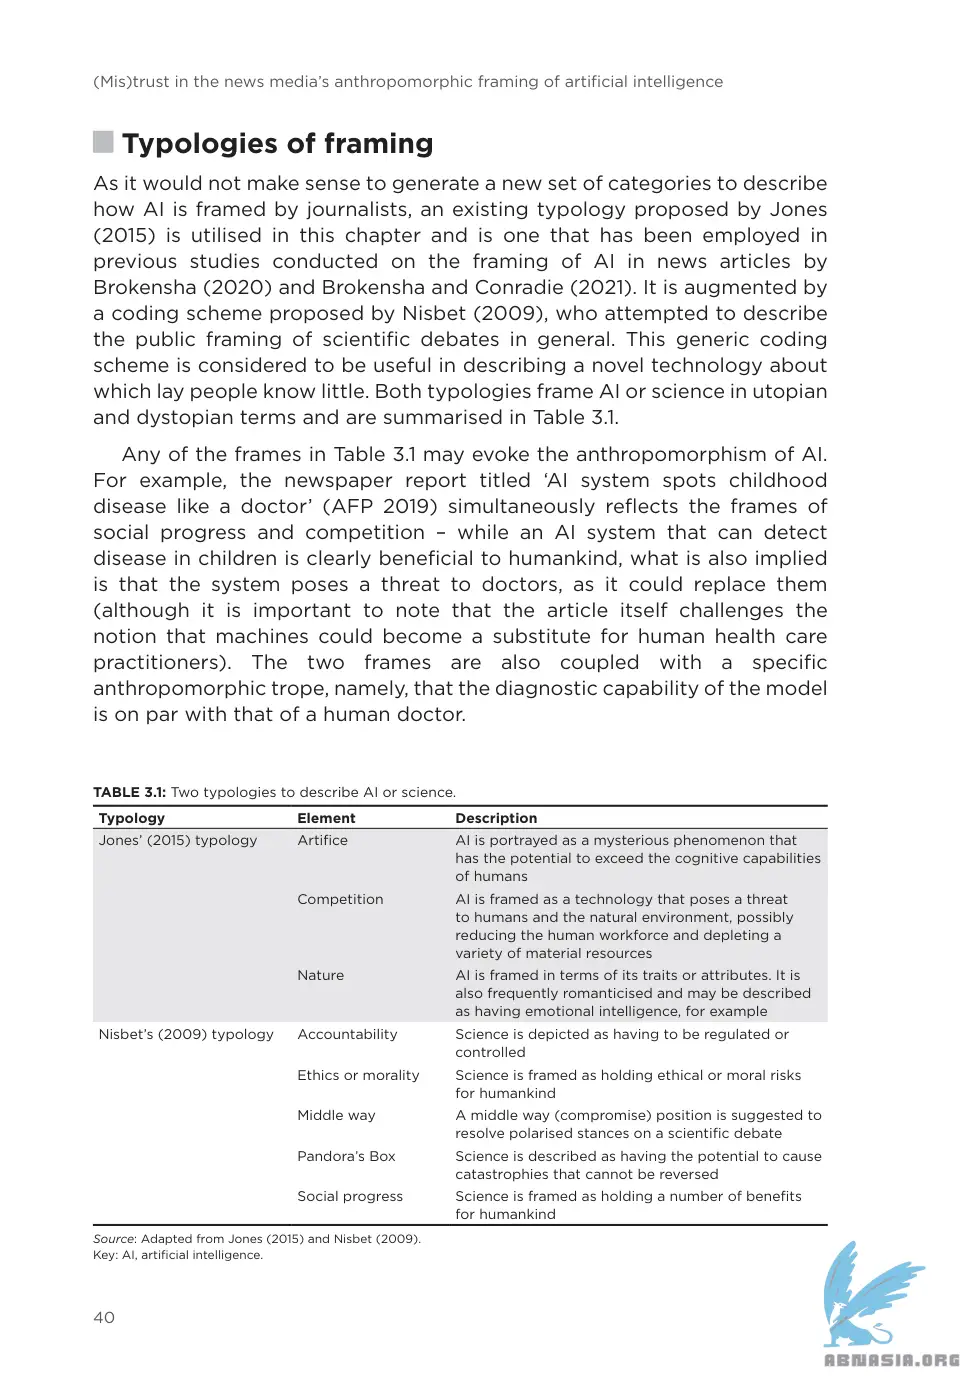 (Mis)trust in the news media’s anthropomorphic framing of artificial intelligence
Typologies of framing
As it would not make sense to generate a new set of categories to describe
how AI is framed by journalists, an existing typology proposed by Jones
(2015) is utilised in this chapter and is one that has been employed in
previous studies conducted on the framing of AI in news articles by
Brokensha (2020) and Brokensha and Conradie (2021). It is augmented by
a coding scheme proposed by Nisbet (2009), who attempted to describe
the public framing of scientific debates in general. This generic coding
scheme is considered to be useful in describing a novel technology about
which lay people know little. Both typologies frame AI or science in utopian
and dystopian terms and are summarised in Table 3.1.
Any of the frames in Table 3.1 may evoke the anthropomorphism of AI.
For example, the newspaper report titled ‘AI system spots childhood
disease like a doctor’ (AFP 2019) simultaneously reflects the frames of
social progress and competition – while an AI system that can detect
disease in children is clearly beneficial to humankind, what is also implied
is that the system poses a threat to doctors, as it could replace them
(although it is important to note that the article itself challenges the
notion that machines could become a substitute for human health care
practitioners). The two frames are also coupled with a specific
anthropomorphic trope, namely, that the diagnostic capability of the model
is on par with that of a human doctor.
TABLE 3.1: Two typologies to describe AI or science.
Typology Element Description
Jones’ (2015) typology Artifice AI is portrayed as a mysterious phenomenon that
has the potential to exceed the cognitive capabilities
of humans
Competition AI is framed as a technology that poses a threat
to humans and the natural environment, possibly
reducing the human workforce and depleting a
variety of material resources
Nature AI is framed in terms of its traits or attributes. It is
also frequently romanticised and may be described
as having emotional intelligence, for example
Nisbet’s (2009) typology Accountability Science is depicted as having to be regulated or
controlled
Ethics or morality Science is framed as holding ethical or moral risks
for humankind
Middle way A middle way (compromise) position is suggested to
resolve polarised stances on a scientific debate
Pandora’s Box Science is described as having the potential to cause
catastrophies that cannot be reversed
Social progress Science is framed as holding a number of benefits
for humankind
Source: Adapted from Jones (2015) and Nisbet (2009).
Key: AI, artificial intelligence.
40
ABNASIA.ORG